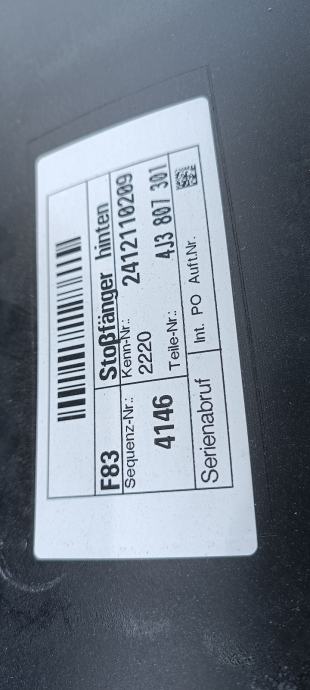 F83 Stoßfänger hinten
Sequenz-Nr.: Kenn-Nr.: 2412110209
4146 2220
Teile-Nr.: 4J3 807 301
Serienabruf Int. PO Auft.Nr.